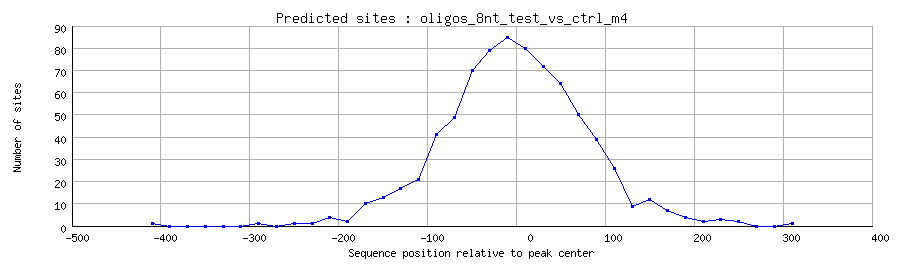 Predicted sites : oligos_8nt_test_vs_ctrl_m4
90
80
70
60
50
40
30
20
10
0
Number of sites
-500 -400 -300 -200 -100 0 100 200 300 400
Sequence position relative to peak center